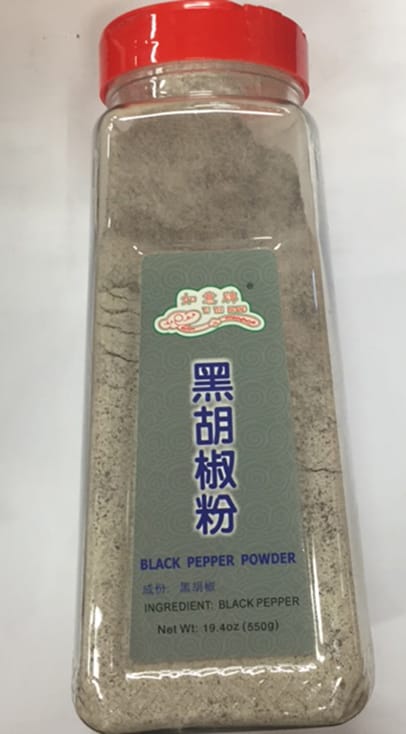 如意牌
®
黑胡椒粉
BLACK PEPPER POWDER
成份: 黑胡椒
INGREDIENT: BLACK PEPPER
Net Wt: 19.4oz (550g)